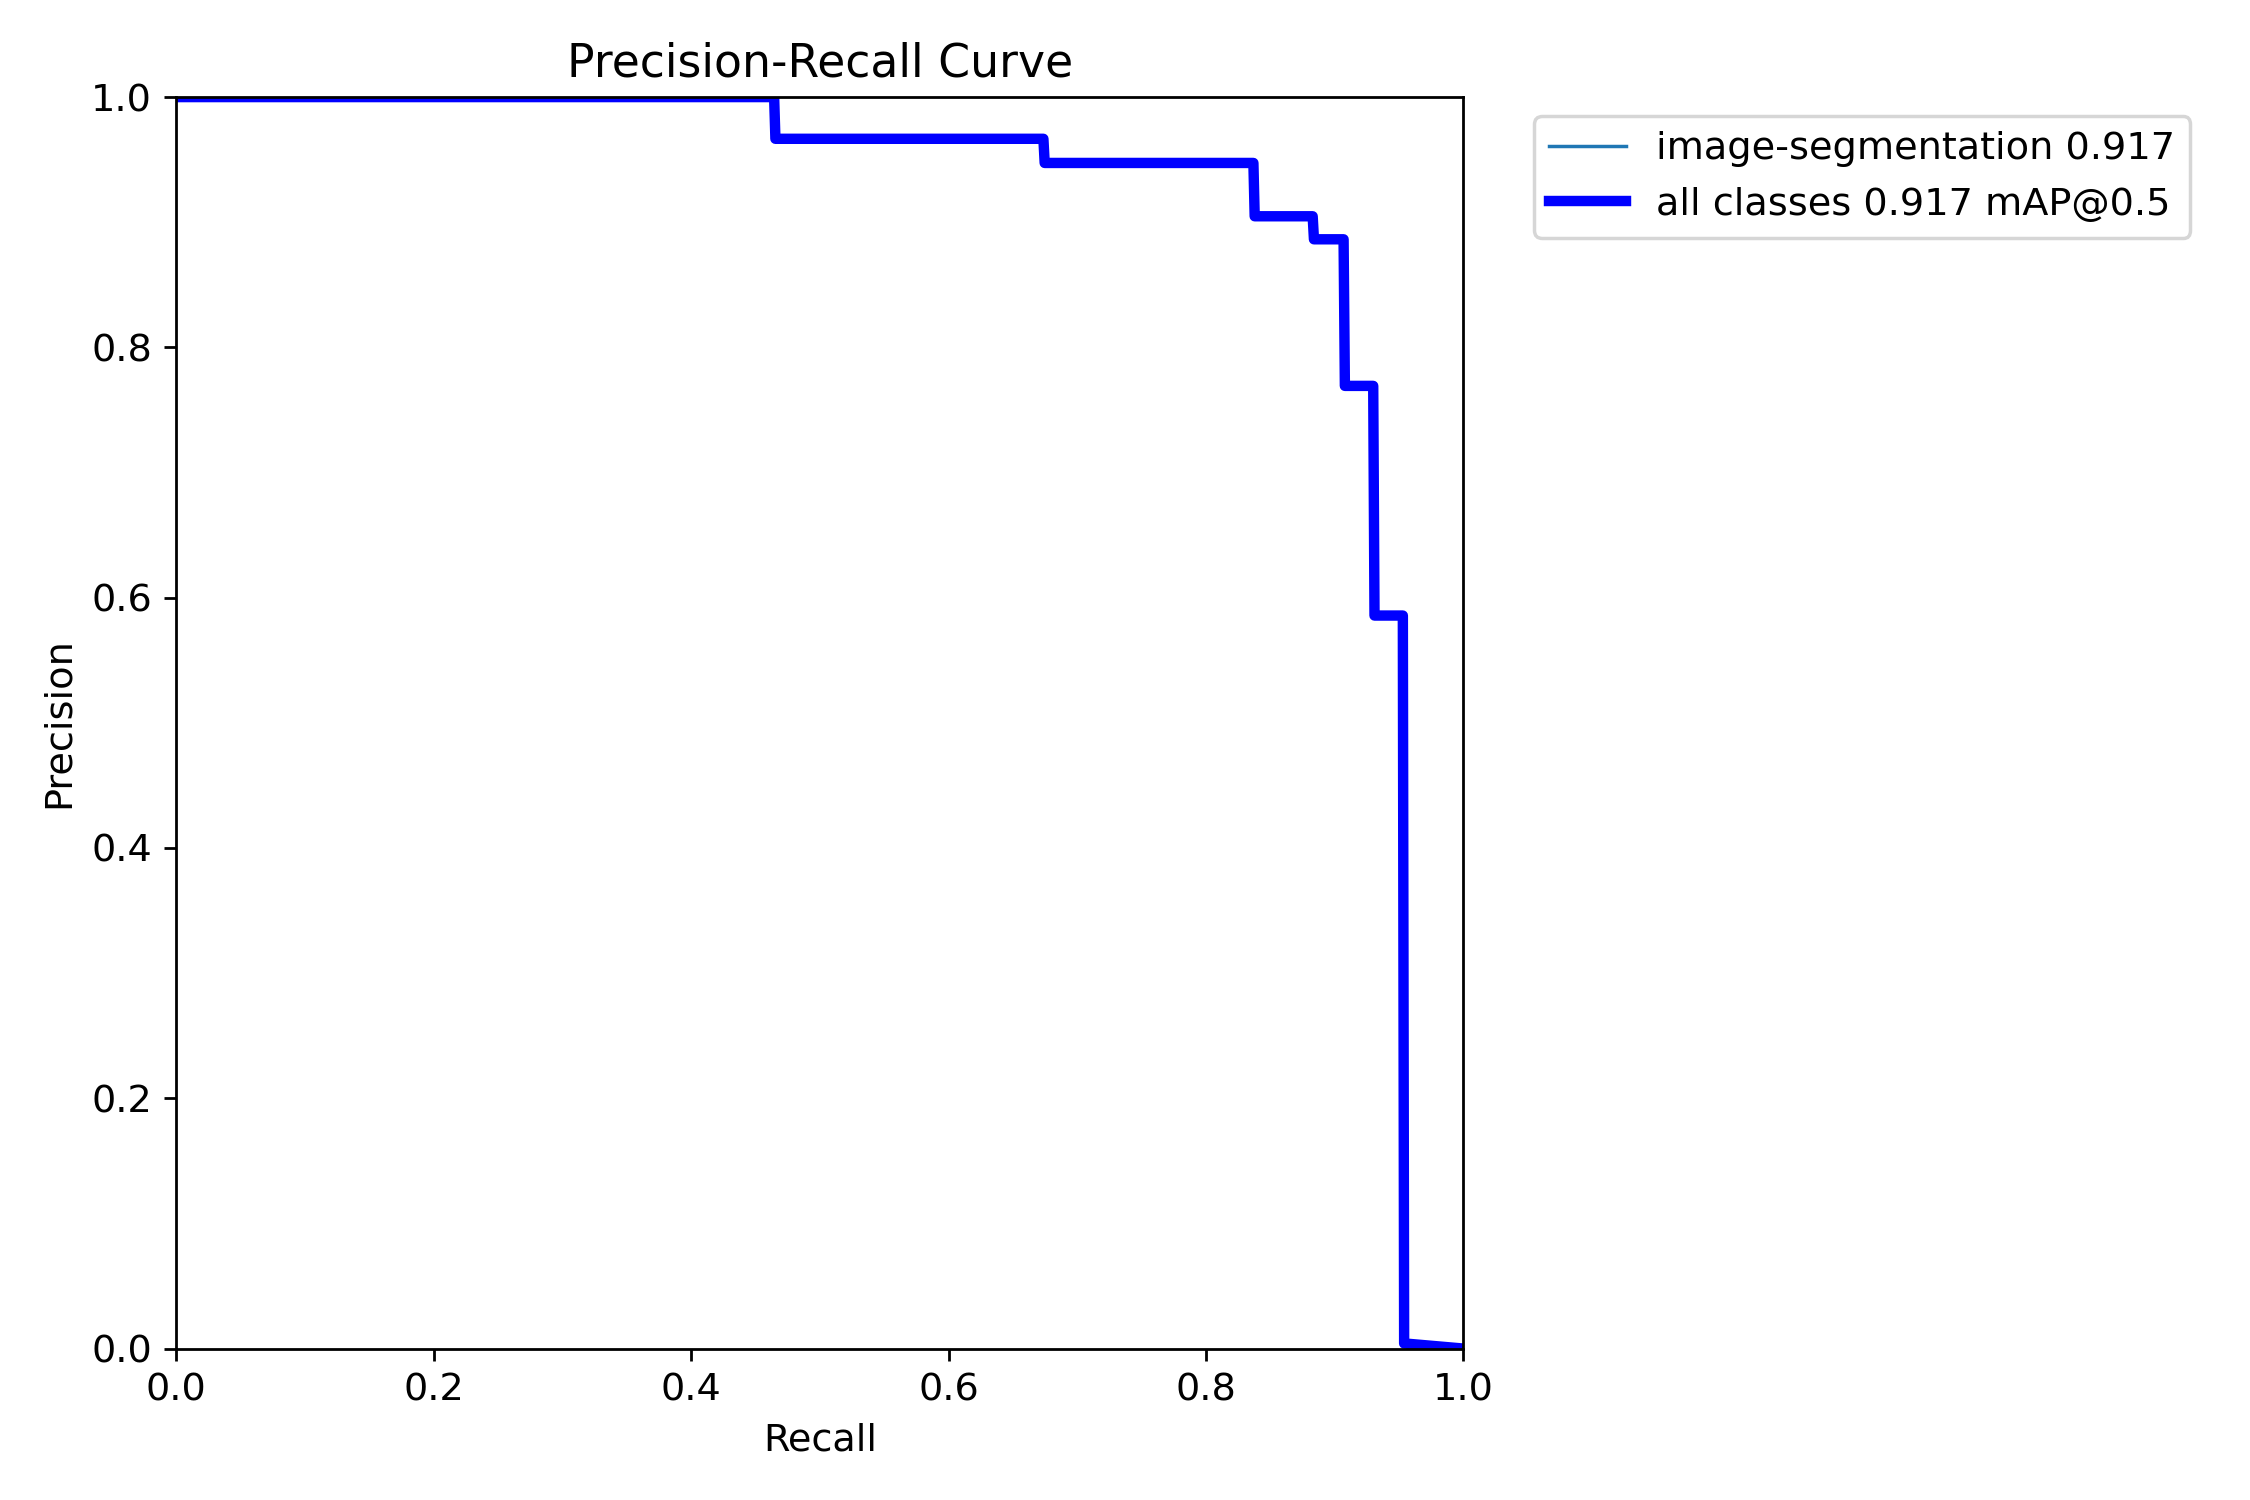 Precision-Recall Curve
1.0
0.8
0.6
0.4
0.2
0.0
Precision
0.0 0.2 0.4 0.6 0.8 1.0
Recall
image-segmentation 0.917
all classes 0.917 mAP@0.5